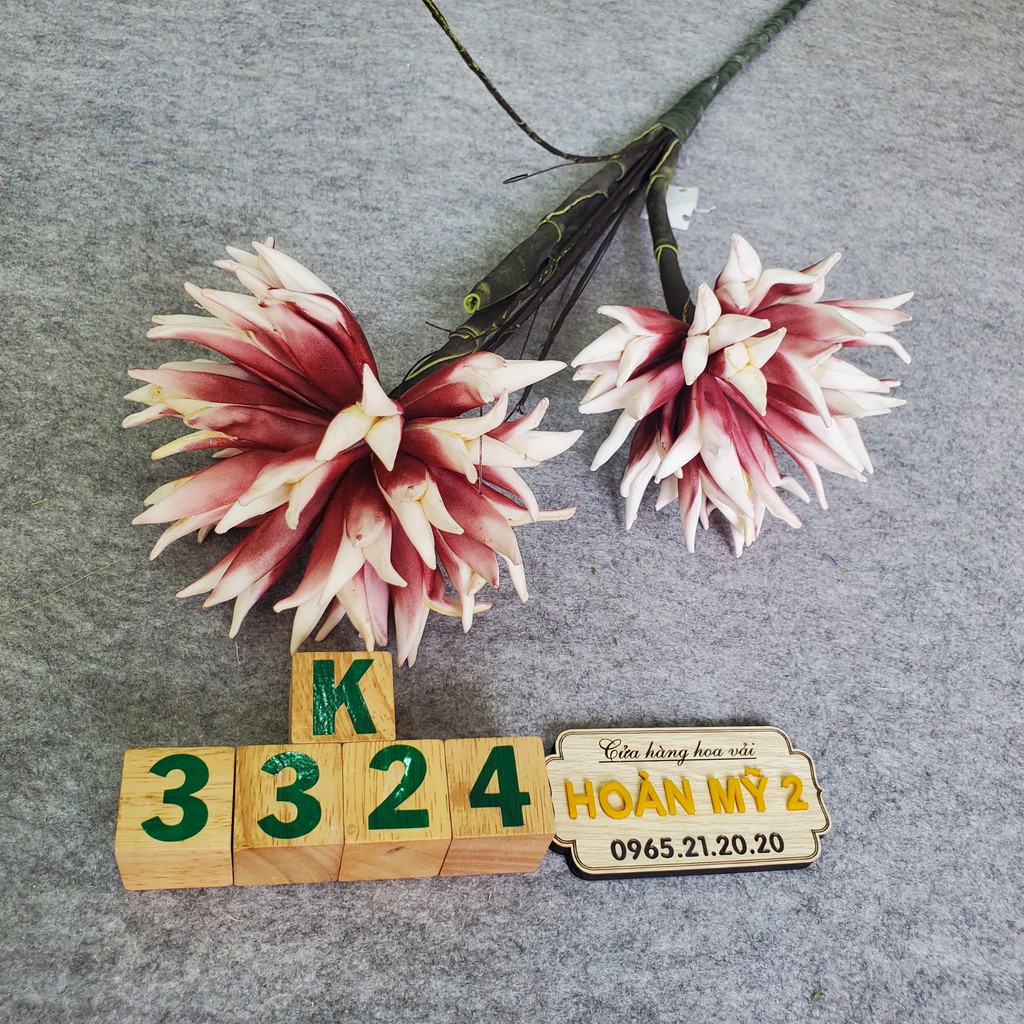 K
3324
Cửa hàng hoa vải
HOÀN MỸ 2
0965.21.20.20